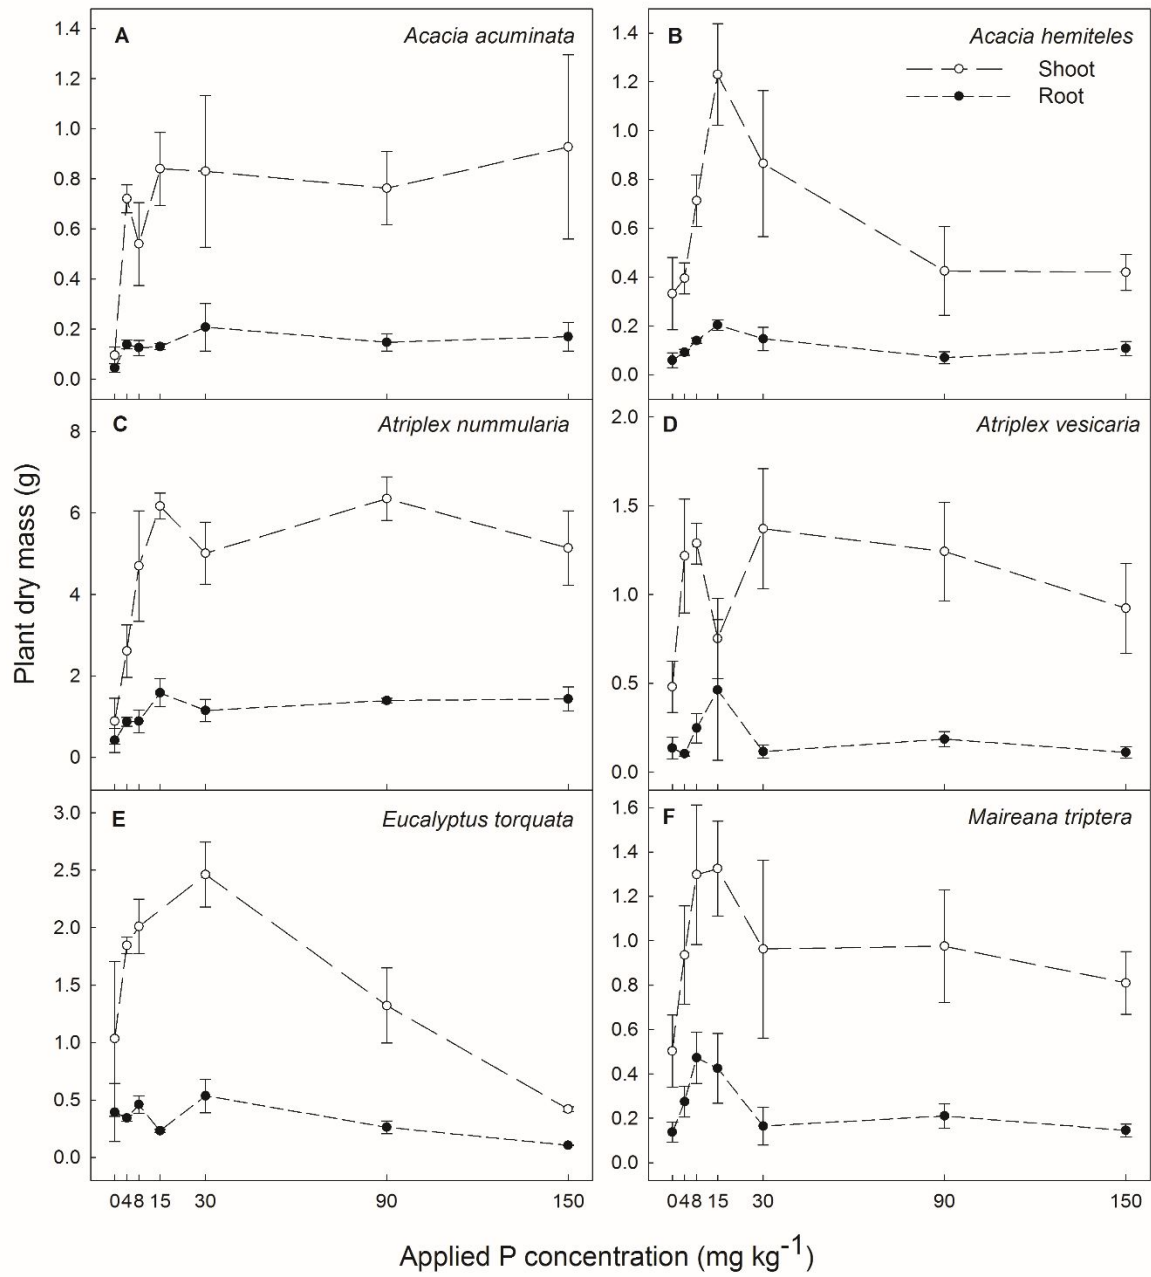 A
Acacia acuminata
1.4
1.2
1.0
0.8
0.6
0.4
0.2
0.0
B
Acacia hemiteles
Shoot
Root
1.4
1.2
1.0
0.8
0.6
0.4
0.2
0.0
C
Atriplex nummularia
8
6
4
2
0
D
Atriplex vesicaria
2.0
1.5
1.0
0.5
0.0
E
Eucalyptus torquata
3.0
2.5
2.0
1.5
1.0
0.5
0.0
0 4 8 15 30 90 150
F
Maireana triptera
1.6
1.4
1.2
1.0
0.8
0.6
0.4
0.2
0.0
0 4 8 15 30 90 150
Plant dry mass (g)
Applied P concentration (mg kg⁻¹)